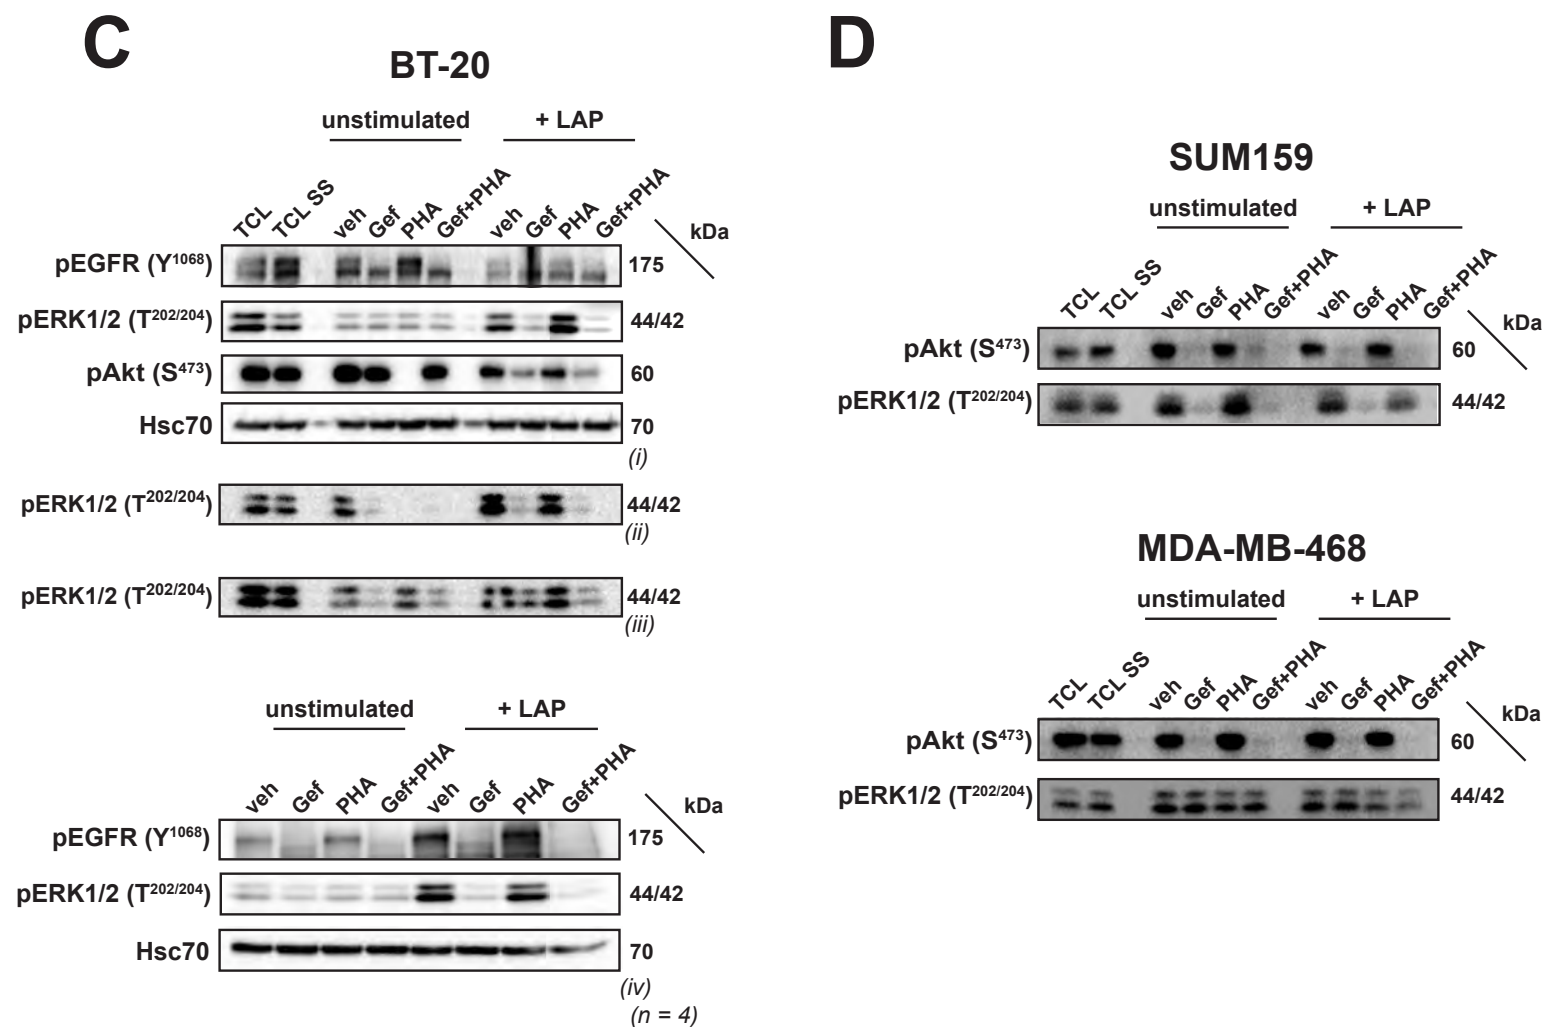 C
BT-20
unstimulated
+ LAP
TCL
TCL SS
veh
Gef
PHA
Gef+PHA
veh
Gef
PHA
Gef+PHA
kDa
pEGFR (Y1068)
175
pERK1/2 (T202/204)
44/42
pAkt (S473)
60
Hsc70
70
(i)
pERK1/2 (T202/204)
44/42
(ii)
pERK1/2 (T202/204)
44/42
(iii)
unstimulated
+ LAP
veh
Gef
PHA
Gef+PHA
veh
Gef
PHA
Gef+PHA
kDa
pEGFR (Y1068)
175
pERK1/2 (T202/204)
44/42
Hsc70
70
(iv)
(n = 4)
D
SUM159
unstimulated
+ LAP
TCL
TCL SS
veh
Gef
PHA
Gef+PHA
veh
Gef
PHA
Gef+PHA
kDa
pAkt (S473)
60
pERK1/2 (T202/204)
44/42
MDA-MB-468
unstimulated
+ LAP
TCL
TCL SS
veh
Gef
PHA
Gef+PHA
veh
Gef
PHA
Gef+PHA
kDa
pAkt (S473)
60
pERK1/2 (T202/204)
44/42